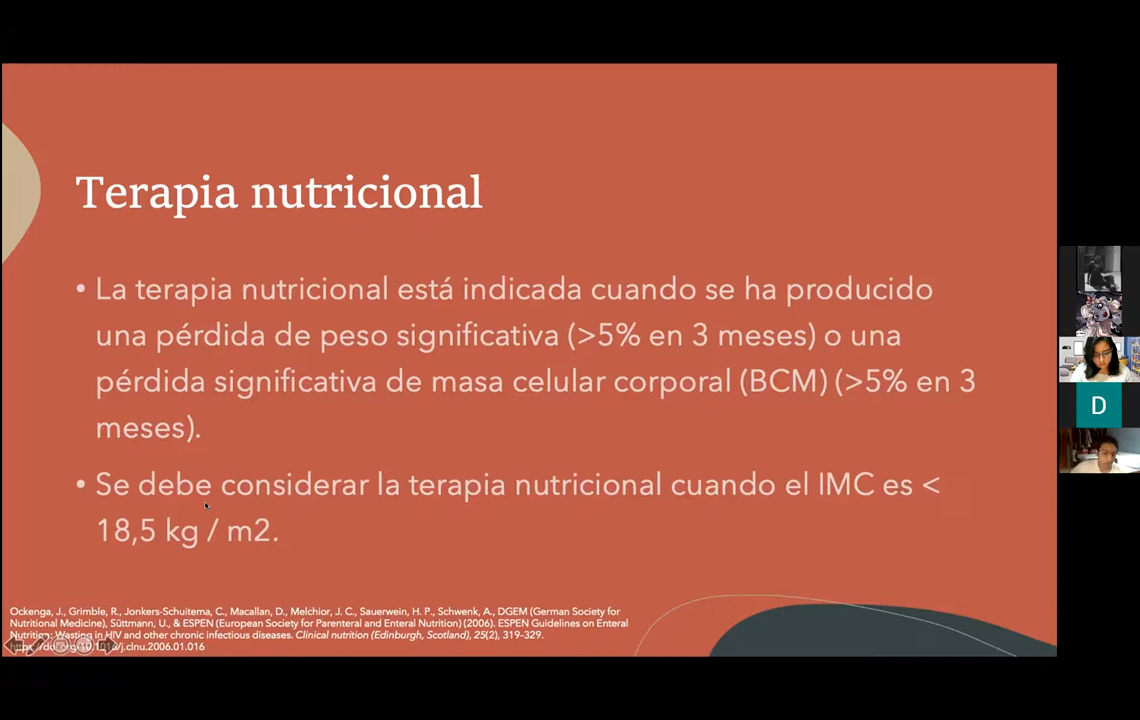 Terapia nutricional
• La terapia nutricional está indicada cuando se ha producido
una pérdida de peso significativa (>5% en 3 meses) o una
pérdida significativa de masa celular corporal (BCM) (>5% en 3
meses).
• Se debe considerar la terapia nutricional cuando el IMC es <
18,5 kg / m2.
Ockenga, J., Grimble, R., Jonkers-Schuitema, C., Macallan, D., Melchior, J. C., Sauerwein, H. P., Schwenk, A., DGEM (German Society for
Nutritional Medicine), Süttmann, U., & ESPEN (European Society for Parenteral and Enteral Nutrition) (2006). ESPEN Guidelines on Enteral
Nutrition: Wasting in HIV and other chronic infectious diseases. Clinical nutrition (Edinburgh, Scotland), 25(2), 319–329.
https://doi.org/10.1016/j.clnu.2006.01.016
D